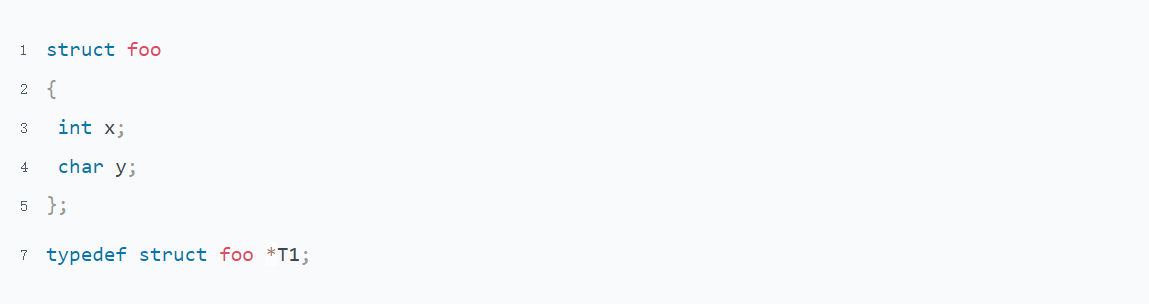 1 struct foo
2 {
3  int x;
4  char y;
5 };
7 typedef struct foo *T1;